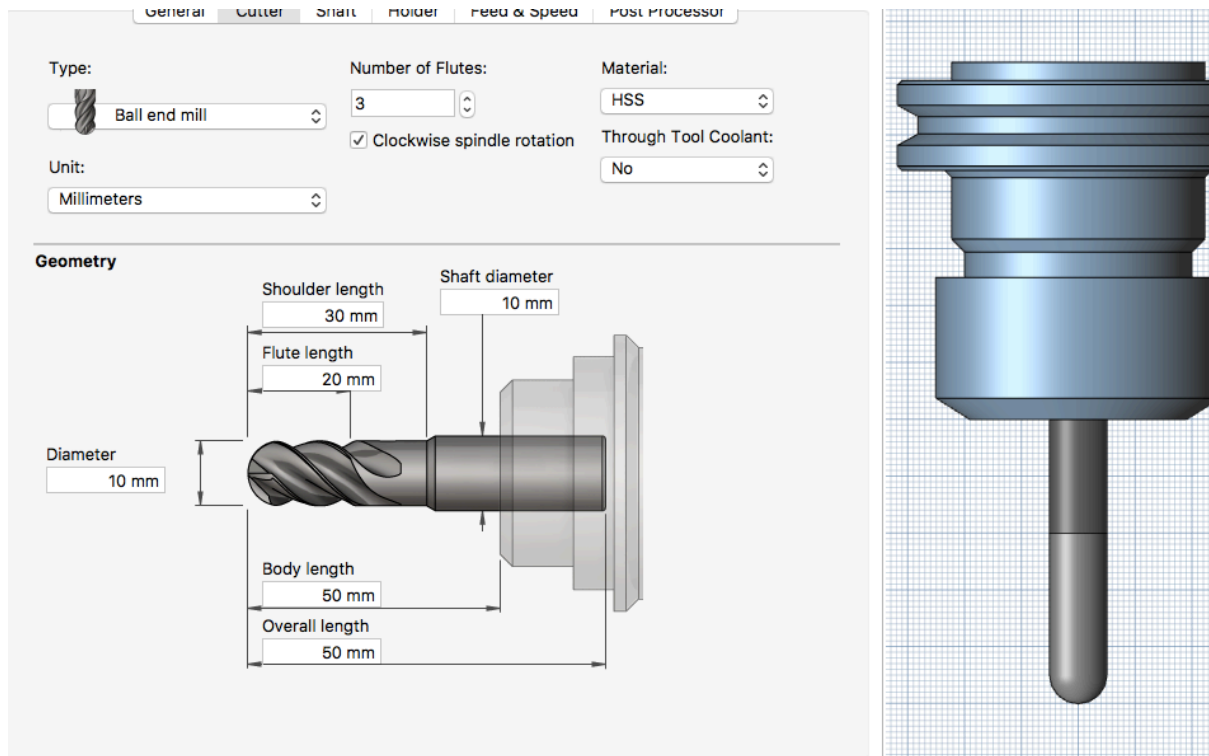 General Cutter Shaft Holder Feed & Speed Post Processor
Type: Number of Flutes: Material:
Ball end mill 3 HSS
Clockwise spindle rotation Through Tool Coolant:
Unit: No
Millimeters
Geometry
Shoulder length Shaft diameter
30 mm 10 mm
Flute length
20 mm
Diameter
10 mm
Body length
50 mm
Overall length
50 mm